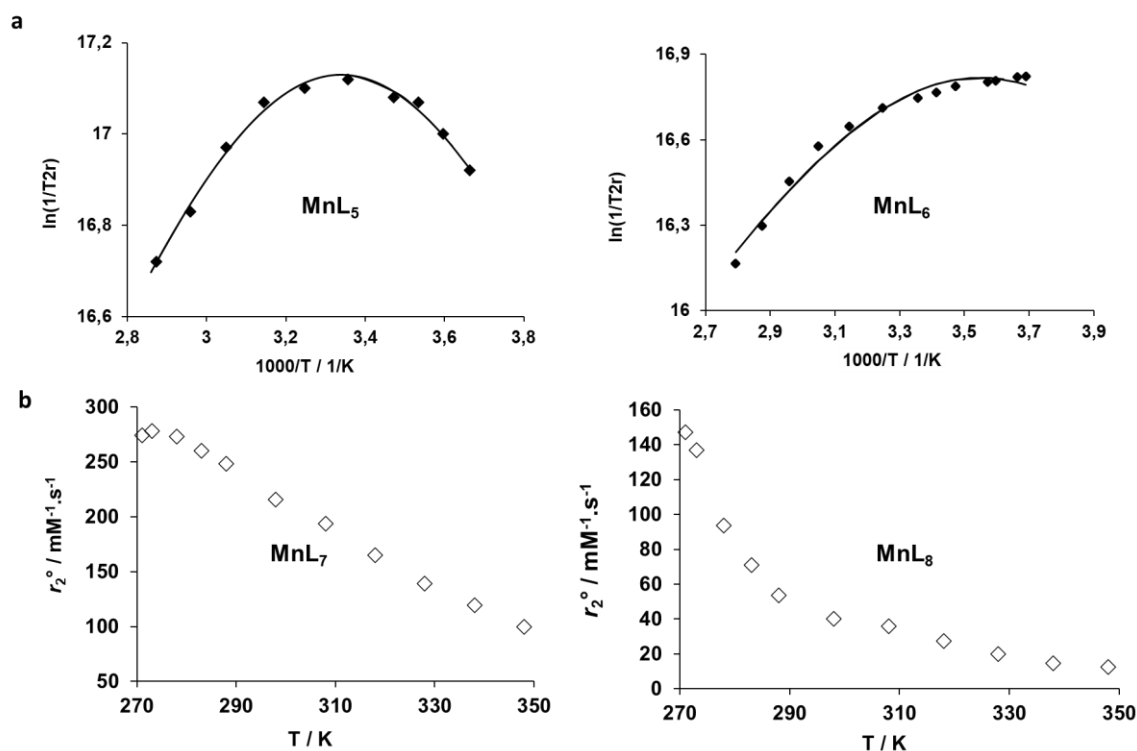 a
17,2
17
16,8
16,6
2,8 3 3,2 3,4 3,6 3,8
ln(1/T2r)
1000/T / 1/K
MnL5
16,9
16,6
16,3
16
2,7 2,9 3,1 3,3 3,5 3,7 3,9
ln(1/T2r)
1000/T / 1/K
MnL6
b
300
250
200
150
100
50
270 290 310 330 350
r2° / mM-1.s-1
T / K
MnL7
160
140
120
100
80
60
40
20
0
270 290 310 330 350
r2° / mM-1.s-1
T / K
MnL8